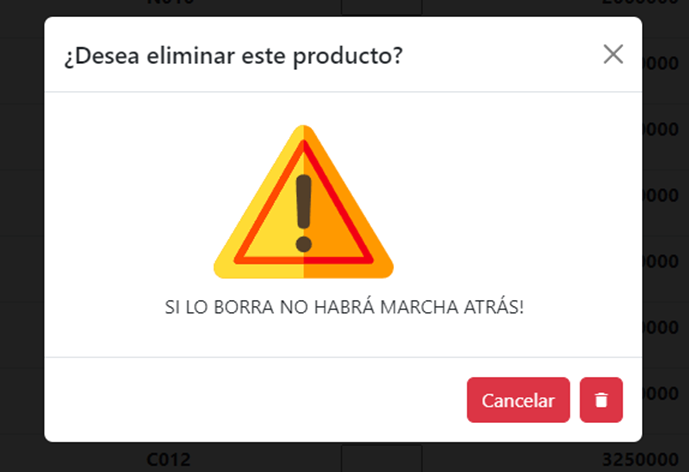 ¿Desea eliminar este producto?
SI LO BORRA NO HABRÁ MARCHA ATRÁS!
Cancelar
C012
3250000